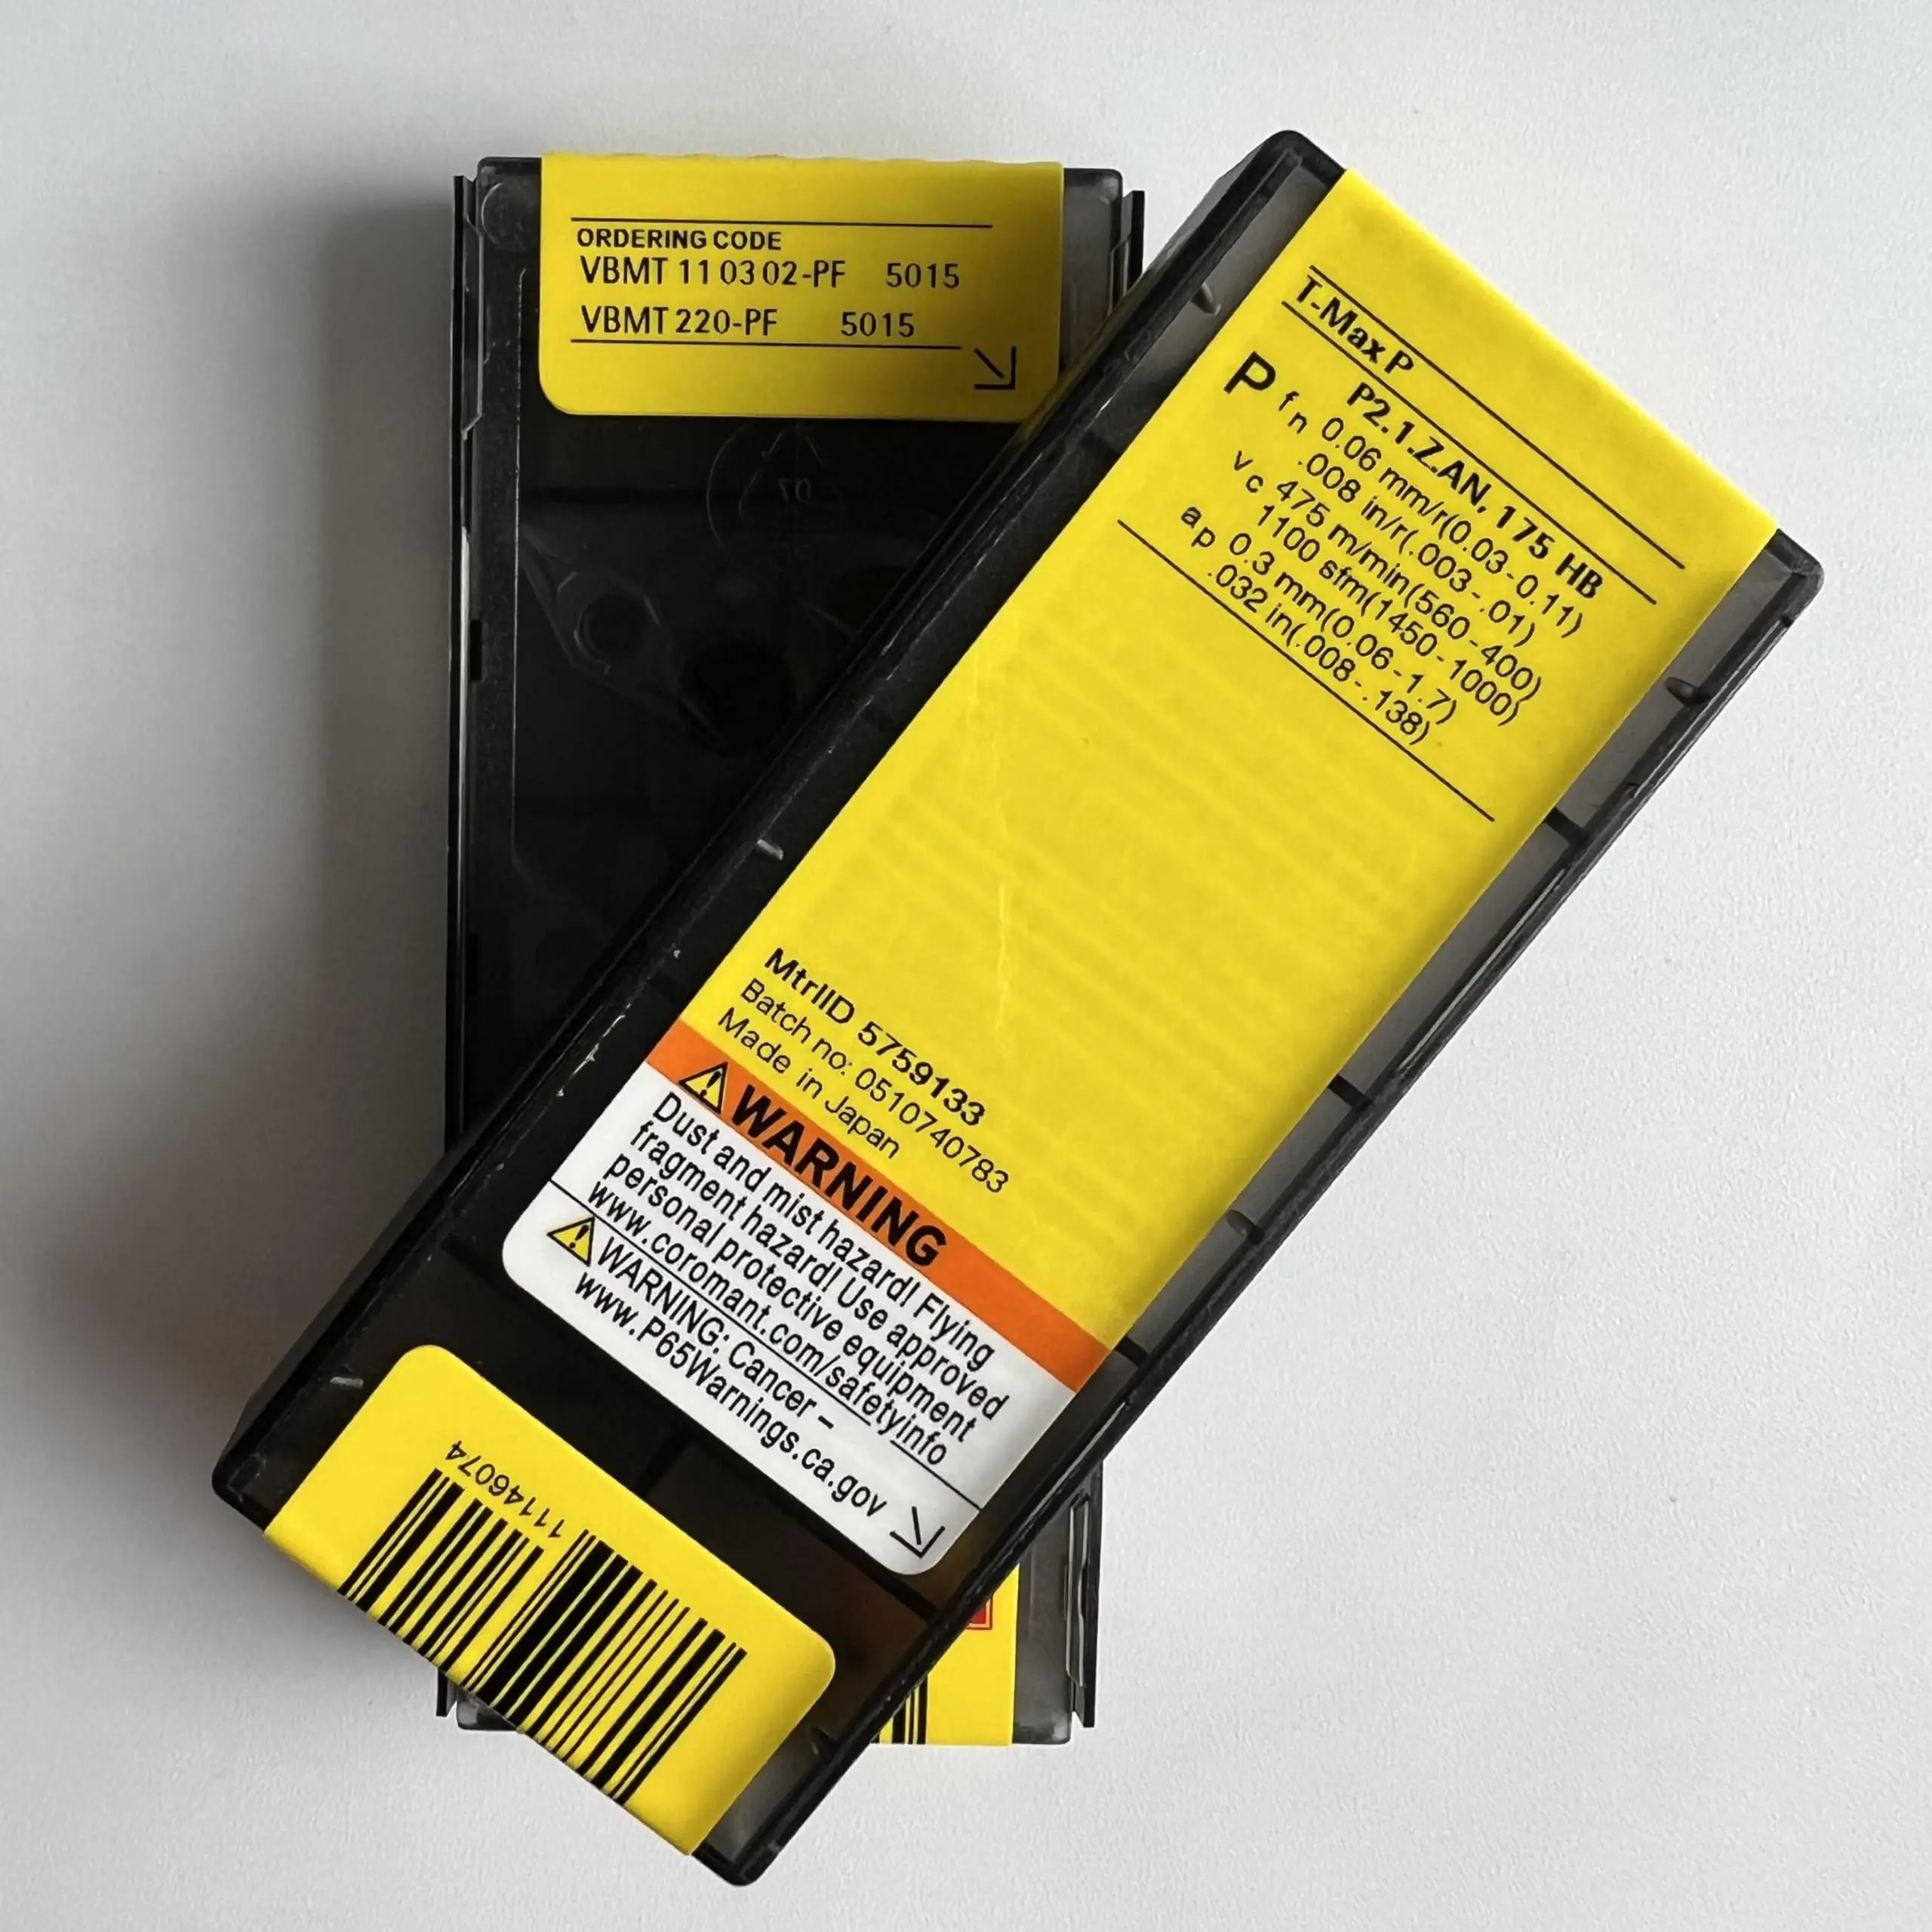 ORDERING CODE
VBMT 11 03 02-PF 5015
VBMT 220-PF 5015
07
T-Max P
P2.1.Z.AN, 175 HB
P fn 0.06 mm/r(0.03-0.11)
.008 in/r(.003-.01)
vc 475 m/min(560-400)
1100 sfm(1450-1000)
ap 0.3 mm(0.06-1.7)
.032 in(.008-.138)
MtrlID 5759133
Batch no: 0510740783
Made in Japan
WARNING
Dust and mist hazard! Flying
fragment hazard! Use approved
personal protective equipment
www.coromant.com/safetyinfo
WARNING: Cancer –
www.P65Warnings.ca.gov
11146074